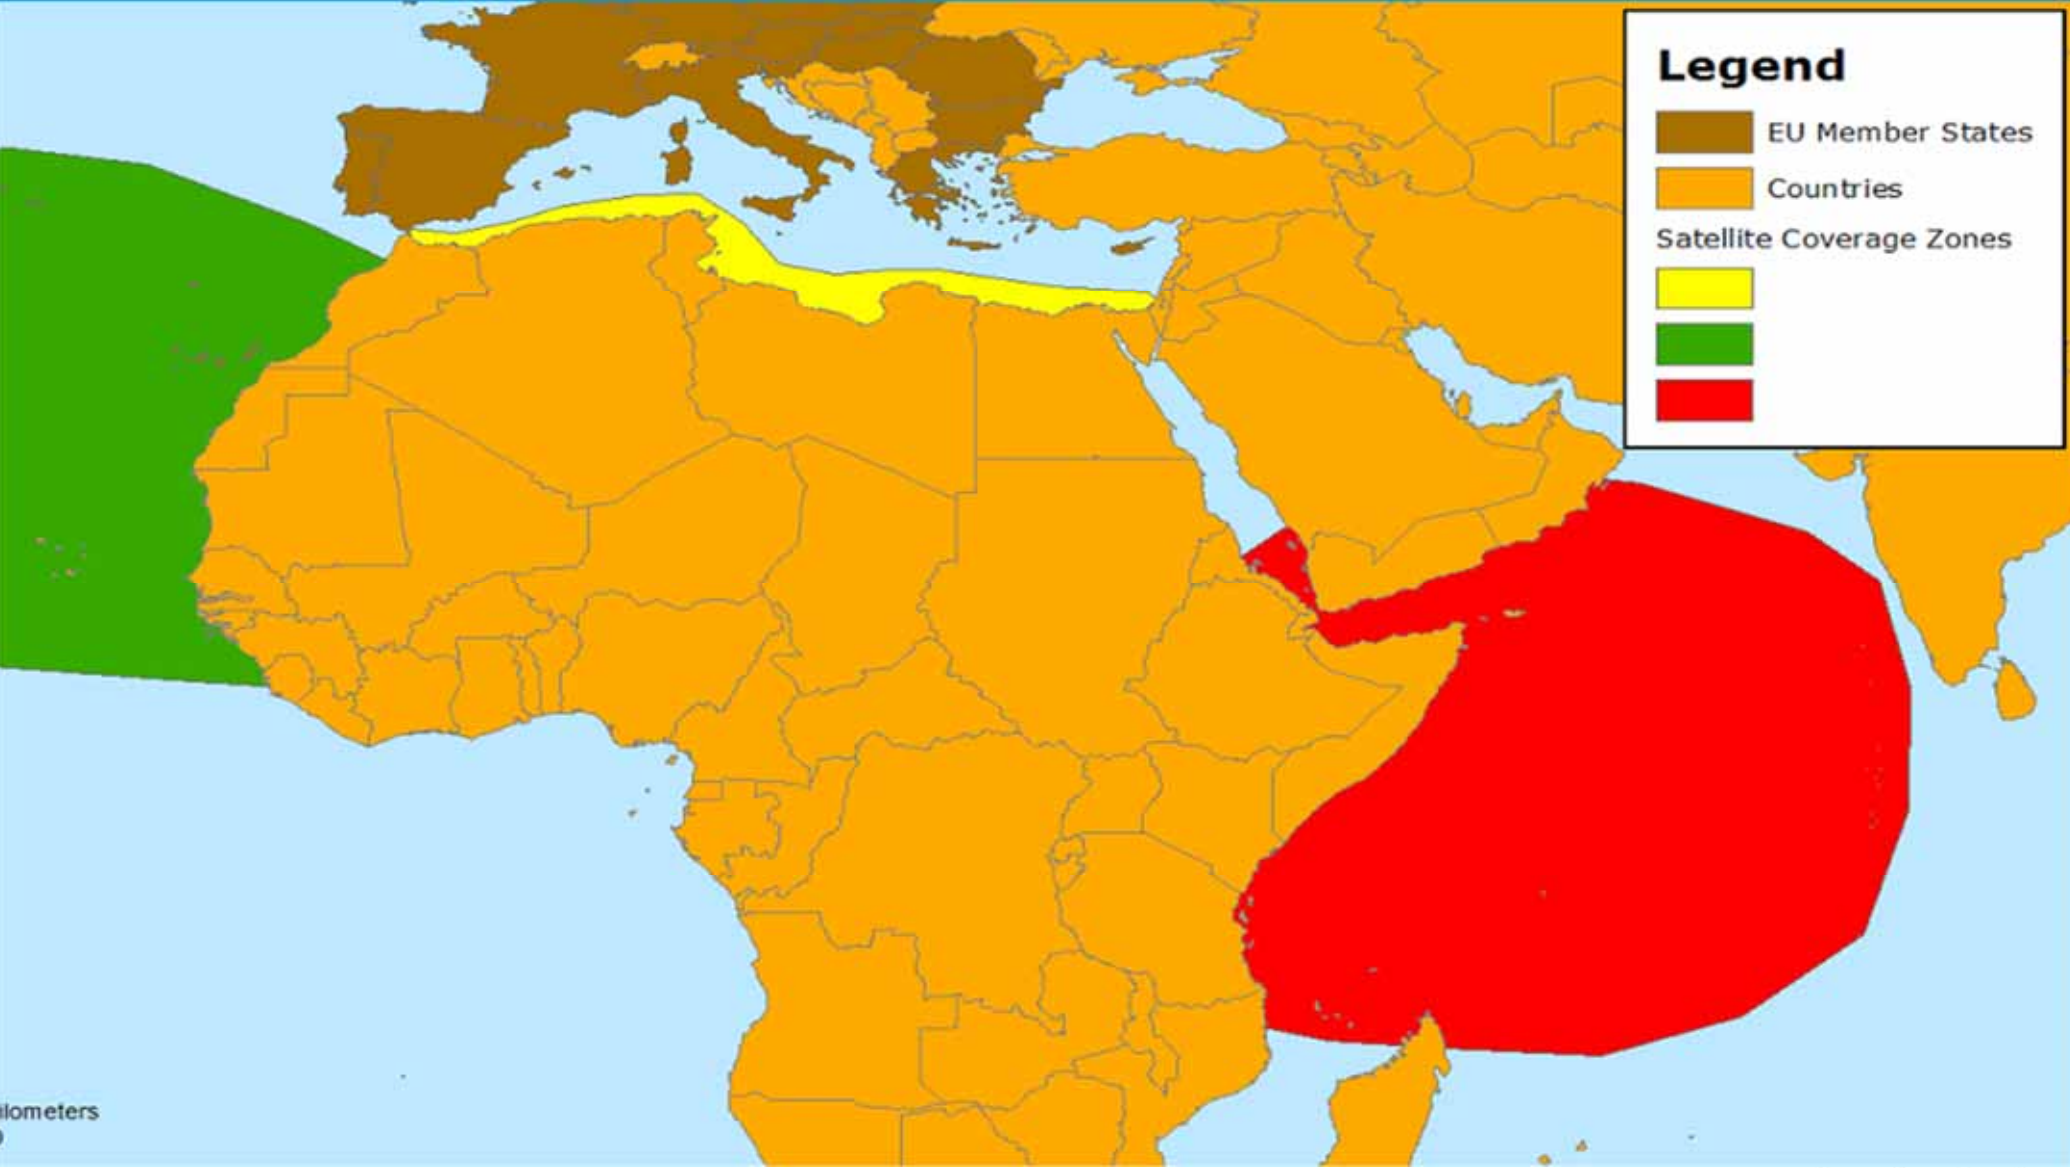 Legend
EU Member States
Countries
Satellite Coverage Zones
ilometers